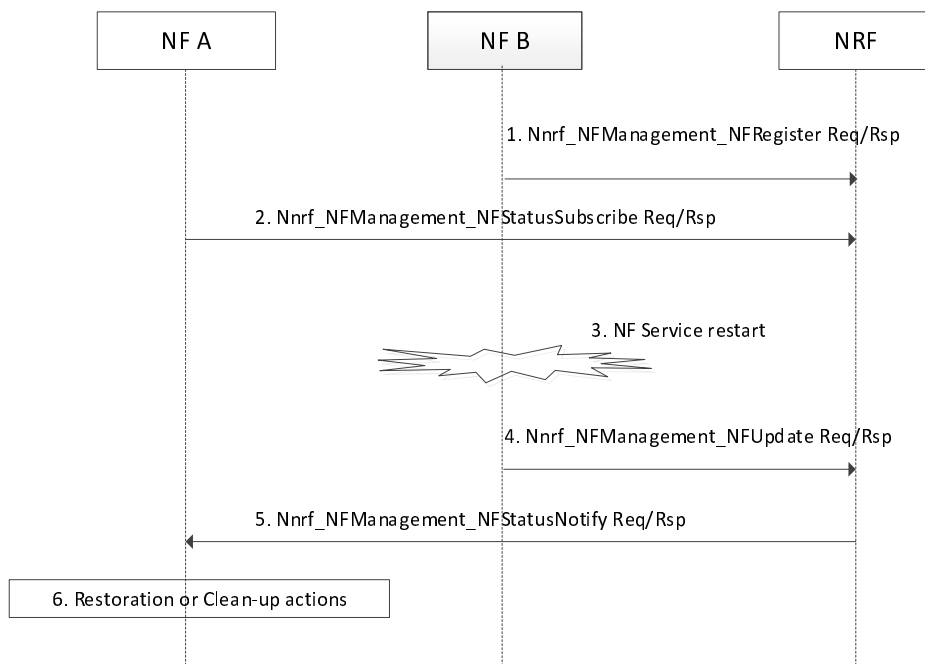 NF A
NF B
NRF
1. Nnrf_NFManagement_NFRegister Req/Rsp
2. Nnrf_NFManagement_NFStatusSubscribe Req/Rsp
3. NF Service restart
4. Nnrf_NFManagement_NFUpdate Req/Rsp
5. Nnrf_NFManagement_NFStatusNotify Req/Rsp
6. Restoration or Clean-up actions